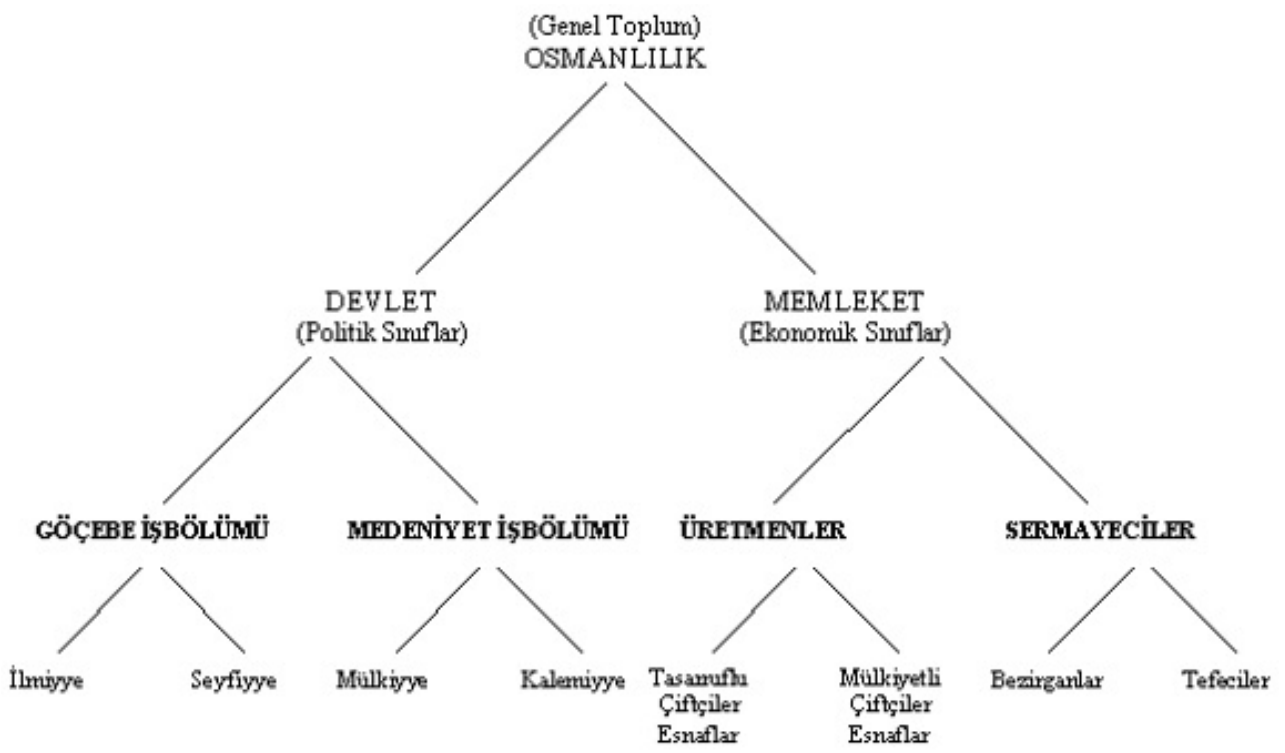 (Genel Toplum)
OSMANLILIK
DEVLET
(Politik Sınıflar)
MEMLEKET
(Ekonomik Sınıflar)
GÖÇEBE İŞBÖLÜMÜ
MEDENİYET İŞBÖLÜMÜ
ÜRETMENLER
SERMAYECİLER
İlmiyye
Seyfiyye
Mülkiyye
Kalemiyye
Tasarruflu
Çiftçiler
Esnaflar
Mülkiyetli
Çiftçiler
Esnaflar
Bezirganlar
Tefeciler